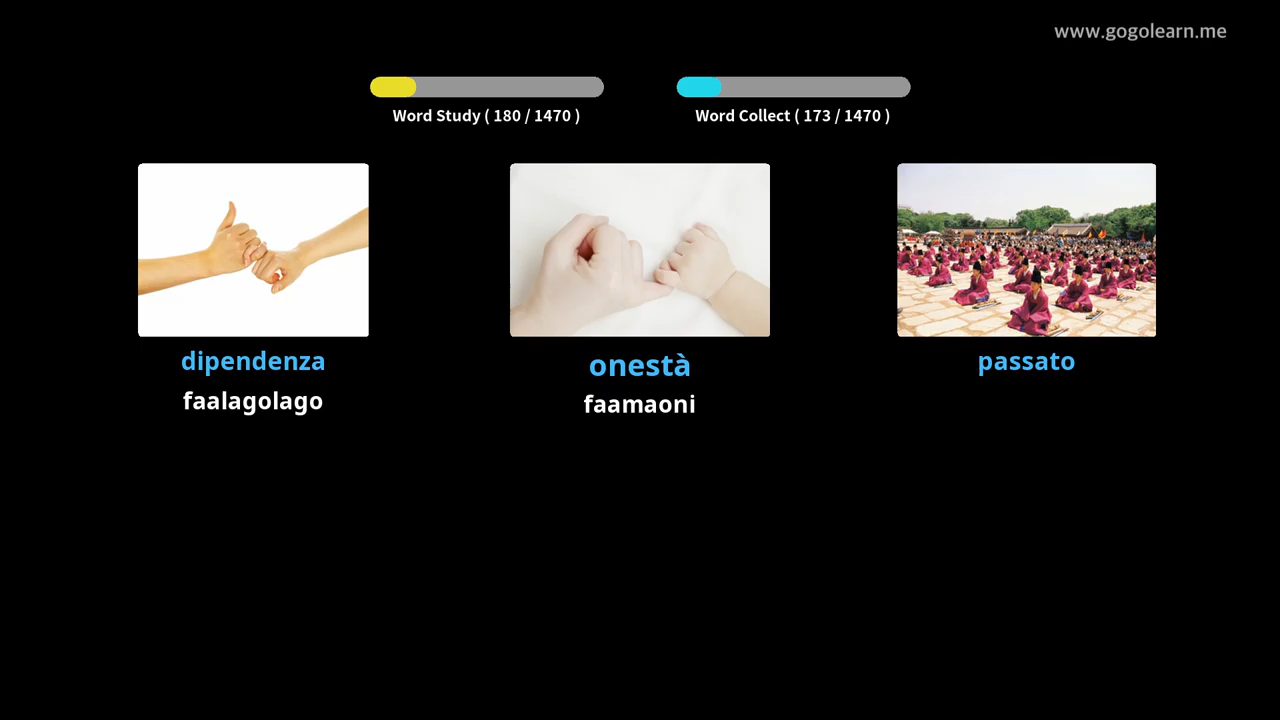 www.gogolearn.me
Word Study ( 180 / 1470 )
Word Collect ( 173 / 1470 )
dipendenza
faalagolago
onestà
faamaoni
passato